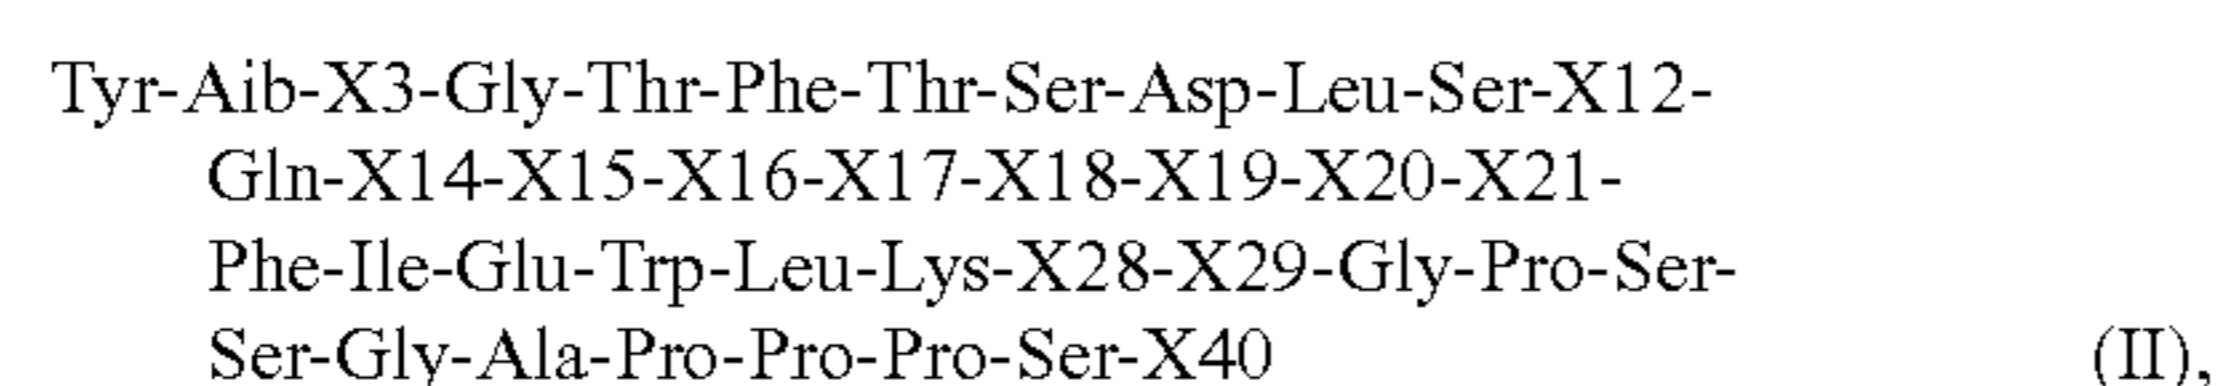 Tyr-Aib-X3-Gly-Thr-Phe-Thr-Ser-Asp-Leu-Ser-X12-
Gln-X14-X15-X16-X17-X18-X19-X20-X21-
Phe-Ile-Glu-Trp-Leu-Lys-X28-X29-Gly-Pro-Ser-
Ser-Gly-Ala-Pro-Pro-Pro-Ser-X40 (II),